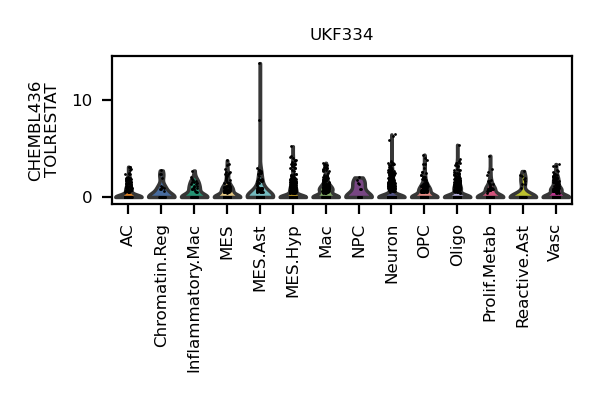 UKF334
CHEMBL436
TOLRESTAT
10
0
AC
Chromatin.Reg
Inflammatory.Mac
MES
MES.Ast
MES.Hyp
Mac
NPC
Neuron
OPC
Oligo
Prolif.Metab
Reactive.Ast
Vasc